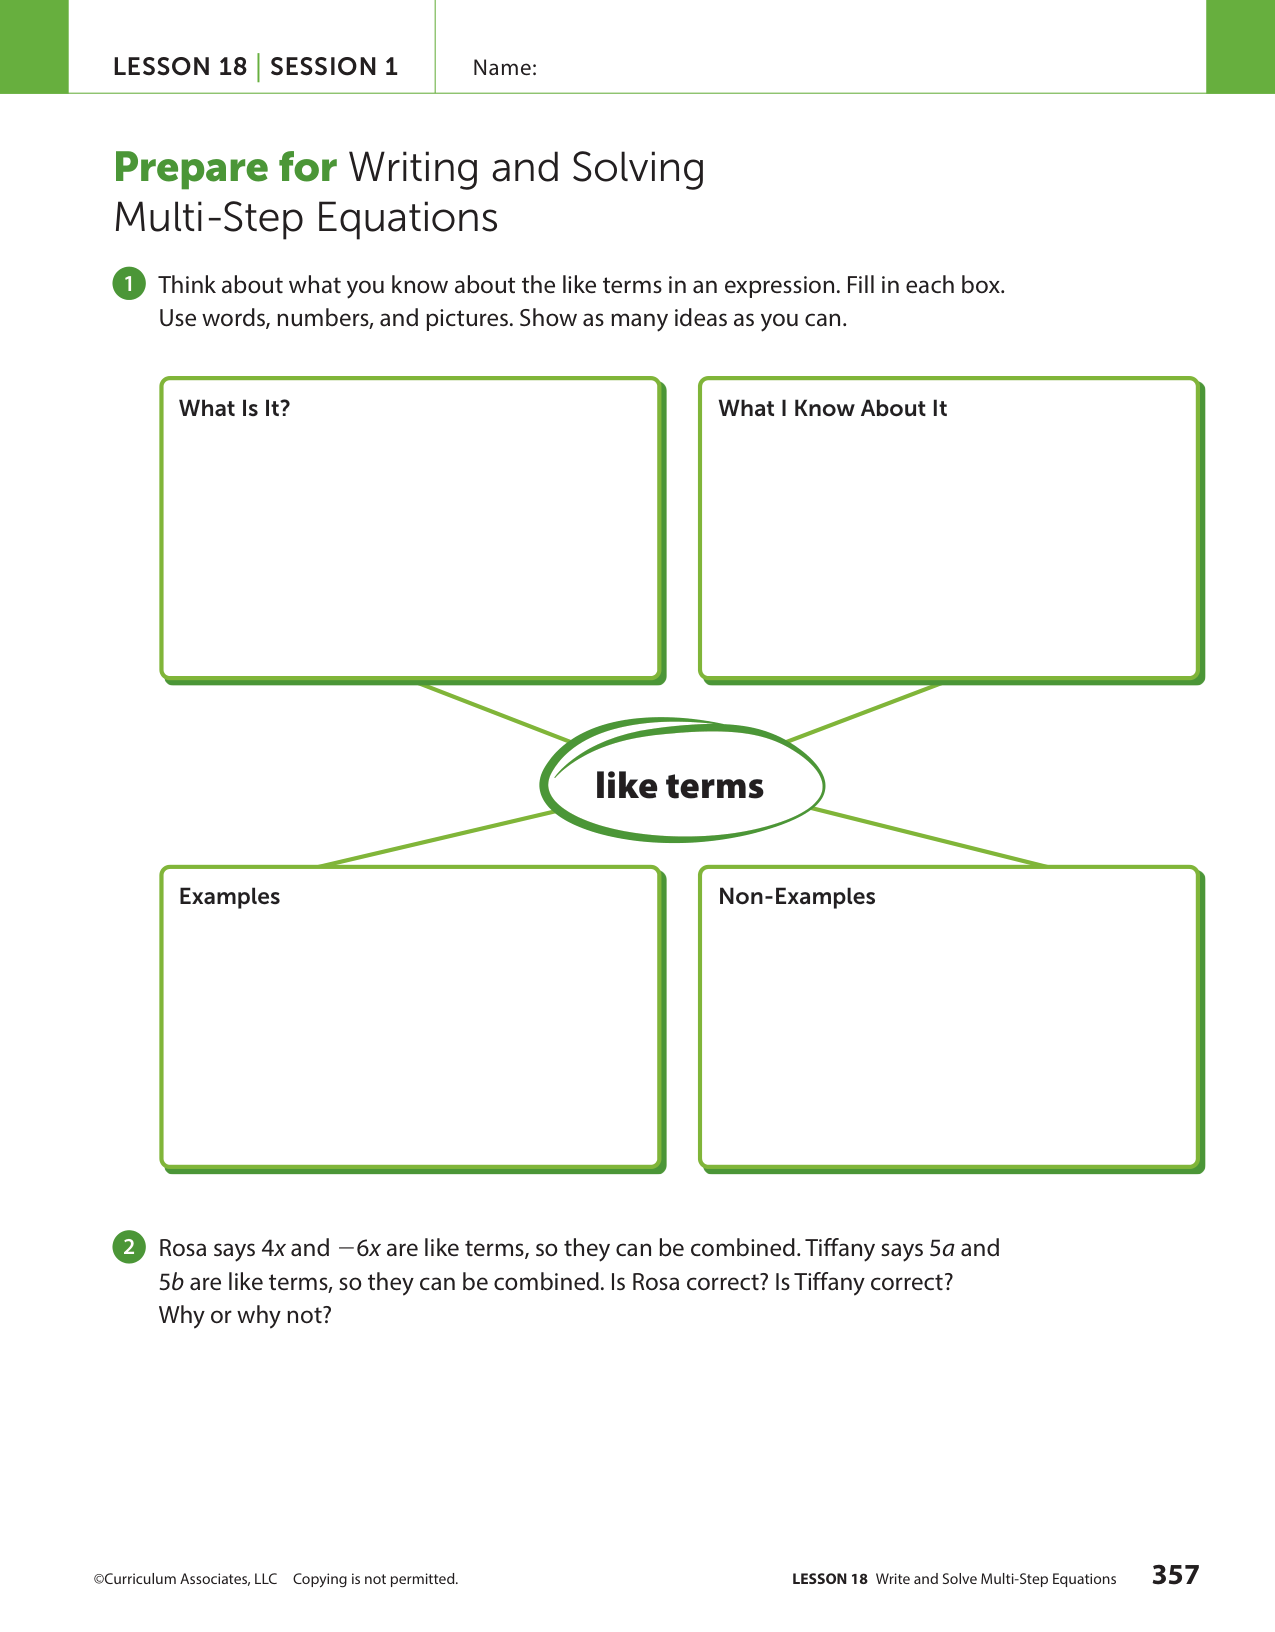 LESSON 18 | SESSION 1
Name:
Prepare for Writing and Solving
Multi-Step Equations
1 Think about what you know about the like terms in an expression. Fill in each box.
Use words, numbers, and pictures. Show as many ideas as you can.
What Is It?
What I Know About It
like terms
Examples
Non-Examples
2 Rosa says 4x and −6x are like terms, so they can be combined. Tiffany says 5a and
5b are like terms, so they can be combined. Is Rosa correct? Is Tiffany correct?
Why or why not?
©Curriculum Associates, LLC Copying is not permitted.
LESSON 18 Write and Solve Multi-Step Equations 357